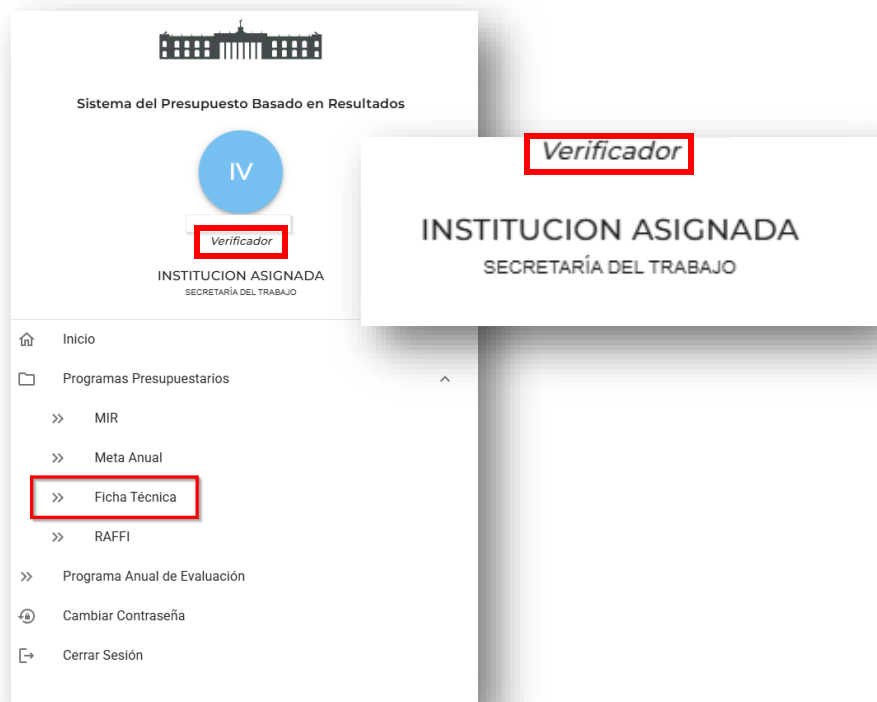 Sistema del Presupuesto Basado en Resultados
IV
Verificador
INSTITUCION ASIGNADA
SECRETARÍA DEL TRABAJO
Verificador
INSTITUCION ASIGNADA
SECRETARÍA DEL TRABAJO
Inicio
Programas Presupuestarios
MIR
Meta Anual
Ficha Técnica
RAFFI
Programa Anual de Evaluación
Cambiar Contraseña
Cerrar Sesión